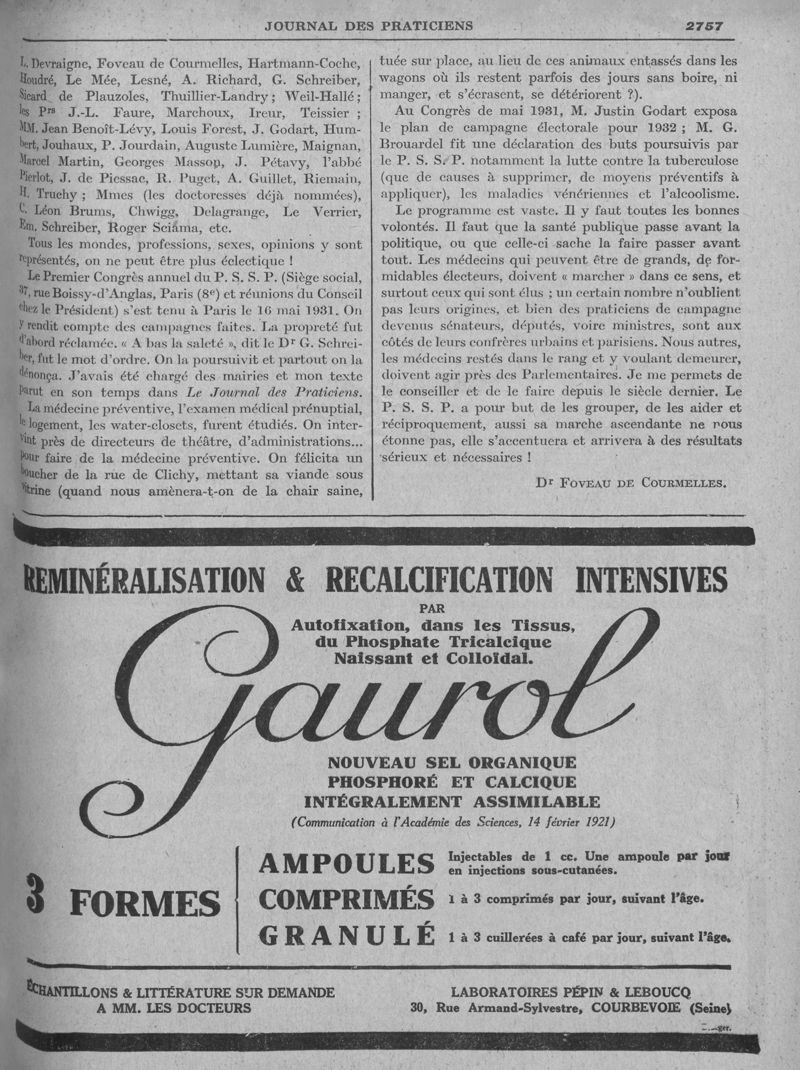 JOURNAL DES PRATICIENS 2757
L. Devraigne, Foveau de Courmelles, Hartmann-Coche,
Houdré, Le Mée, Lesné, A. Richard, G. Schreiber,
Sicard de Plauzoles, Thuillier-Landry ; Weil-Hallé ;
les Prs J.-L. Faure, Marchoux, Ireur, Teissier ;
MM. Jean Benoît-Lévy, Louis Forest, J. Godart, Hum-
bert, Jouhaux, P. Jourdain, Auguste Lumière, Maignan,
Marcel Martin, Georges Massop, J. Pétavy, l'abbé
Pierlot, J. de Piessac, R. Puget, A. Guillet, Riemain,
H. Truchy ; Mmes (les doctoresses déjà nommées),
C. Léon Brums, Chwigg, Delagrange, Le Verrier,
Em. Schreiber, Roger Sciama, etc.
Tous les mondes, professions, sexes, opinions y sont
représentés, on ne peut être plus éclectique !
Le Premier Congrès annuel du P. S. S. P. (Siège social,
37, rue Boissy-d'Anglas, Paris (8e) et réunions du Conseil
chez le Président) s'est tenu à Paris le 16 mai 1931. On
y rendit compte des campagnes faites. La propreté fut
d'abord réclamée. « A bas la saleté », dit le Dr G. Schrei-
ber, fut le mot d'ordre. On la poursuivit et partout on la
dénonça. J'avais été chargé des mairies et mon texte
parut en son temps dans Le Journal des Praticiens.
La médecine préventive, l'examen médical prénuptial,
le logement, les water-closets, furent étudiés. On inter-
vint près de directeurs de théâtre, d'administrations...
pour faire de la médecine préventive. On félicita un
boucher de la rue de Clichy, mettant sa viande sous
vitrine (quand nous amènera-t-on de la chair saine,
tuée sur place, au lieu de ces animaux entassés dans les
wagons où ils restent parfois des jours sans boire, ni
manger, et s'écrasent, se détériorent ?).
Au Congrès de mai 1931, M. Justin Godart exposa
le plan de campagne électorale pour 1932 ; M. G.
Brouardel fit une déclaration des buts poursuivis par
le P. S. S. P. notamment la lutte contre la tuberculose
(que de causes à supprimer, de moyens préventifs à
appliquer), les maladies vénériennes et l'alcoolisme.
Le programme est vaste. Il y faut toutes les bonnes
volontés. Il faut que la santé publique passe avant la
politique, ou que celle-ci sache la faire passer avant
tout. Les médecins qui peuvent être de grands, de for-
midables électeurs, doivent « marcher » dans ce sens, et
surtout ceux qui sont élus ; un certain nombre n'oublient
pas leurs origines, et bien des praticiens de campagne
devenus sénateurs, députés, voire ministres, sont aux
côtés de leurs confrères urbains et parisiens. Nous autres,
les médecins restés dans le rang et y voulant demeurer,
doivent agir près des Parlementaires. Je me permets de
le conseiller et de le faire depuis le siècle dernier. Le
P. S. S. P. a pour but de les grouper, de les aider et
réciproquement, aussi sa marche ascendante ne nous
étonne pas, elle s'accentuera et arrivera à des résultats
sérieux et nécessaires !
Dr FOVEAU DE COURMELLES.
REMINÉRALISATION & RECALCIFICATION INTENSIVES
PAR
Autofixation, dans les Tissus,
du Phosphate Tricalcique
Naissant et Colloïdal.
Gaurol
NOUVEAU SEL ORGANIQUE
PHOSPHORÉ ET CALCIQUE
INTÉGRALEMENT ASSIMILABLE
(Communication à l'Académie des Sciences, 14 février 1921)
3 FORMES
AMPOULES Injectables de 1 cc. Une ampoule par jour
en injections sous-cutanées.
COMPRIMÉS 1 à 3 comprimés par jour, suivant l'âge.
GRANULÉ 1 à 3 cuillerées à café par jour, suivant l'âge.
ÉCHANTILLONS & LITTÉRATURE SUR DEMANDE
A MM. LES DOCTEURS
LABORATOIRES PÉPIN & LEBOUCQ
30, Rue Armand-Sylvestre, COURBEVOIE (Seine)